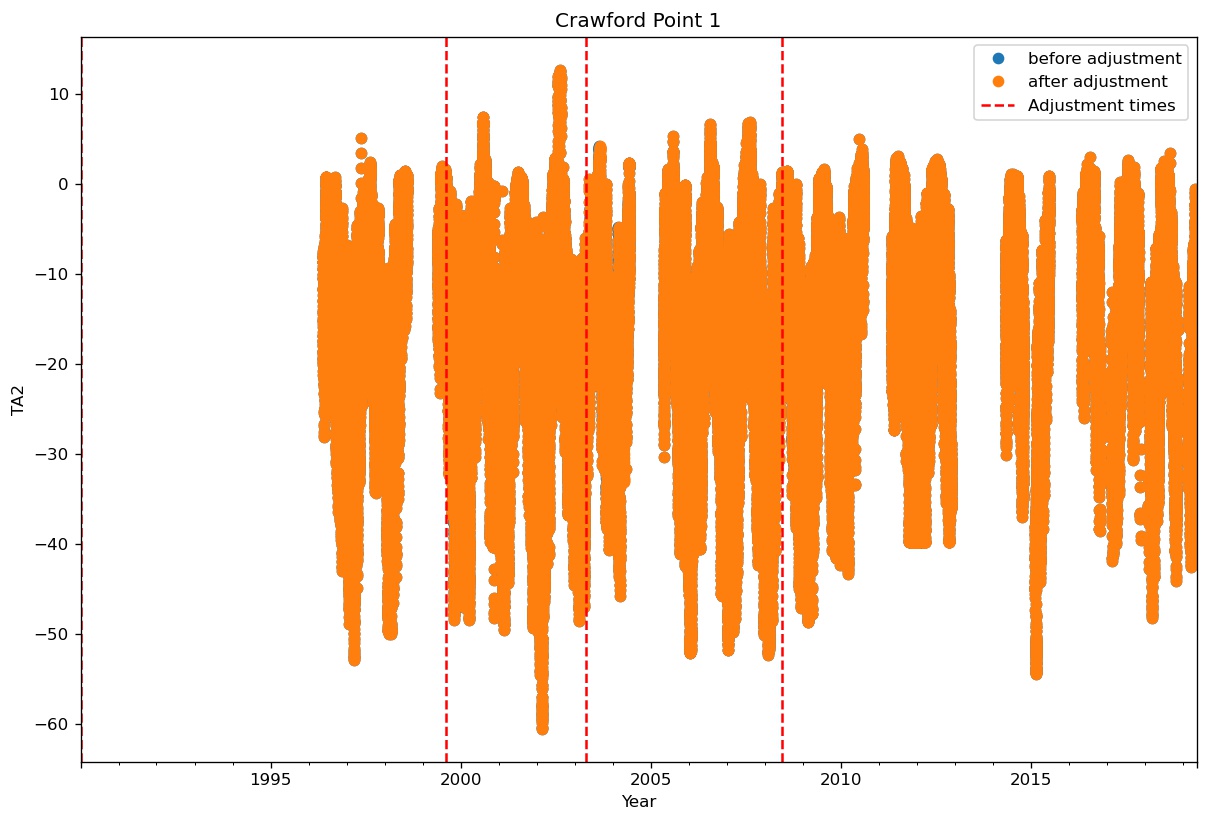 Crawford Point 1
before adjustment
after adjustment
Adjustment times
10
0
−10
−20
−30
−40
−50
−60
TA2
1995
2000
2005
2010
2015
Year